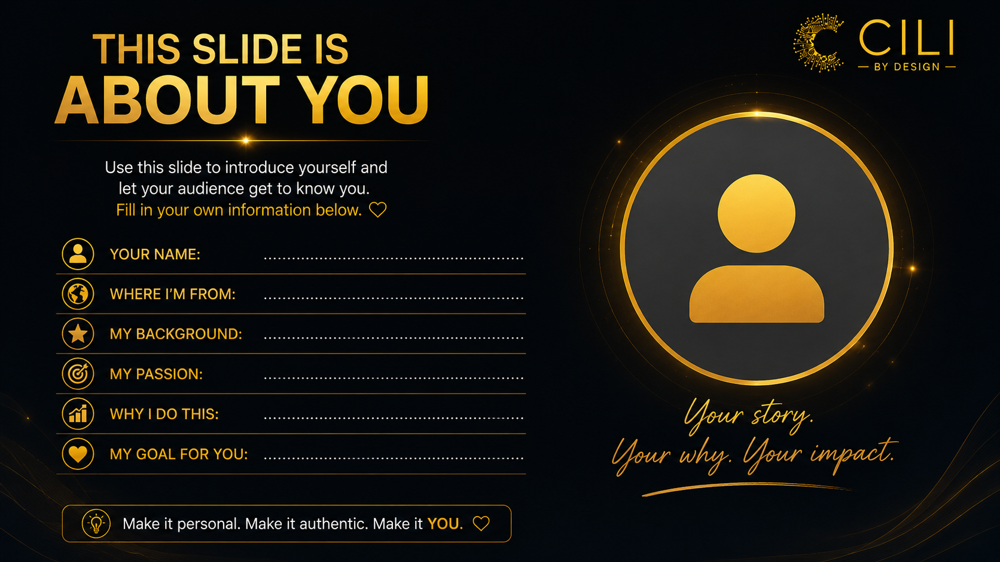 THIS SLIDE IS
ABOUT YOU
Use this slide to introduce yourself and
let your audience get to know you.
Fill in your own information below.
YOUR NAME: ..........................................................
WHERE I'M FROM: ..........................................................
MY BACKGROUND: ..........................................................
MY PASSION: ..........................................................
WHY I DO THIS: ..........................................................
MY GOAL FOR YOU: ..........................................................
Make it personal. Make it authentic. Make it YOU.
CILI
— BY DESIGN —
Your story.
Your why. Your impact.